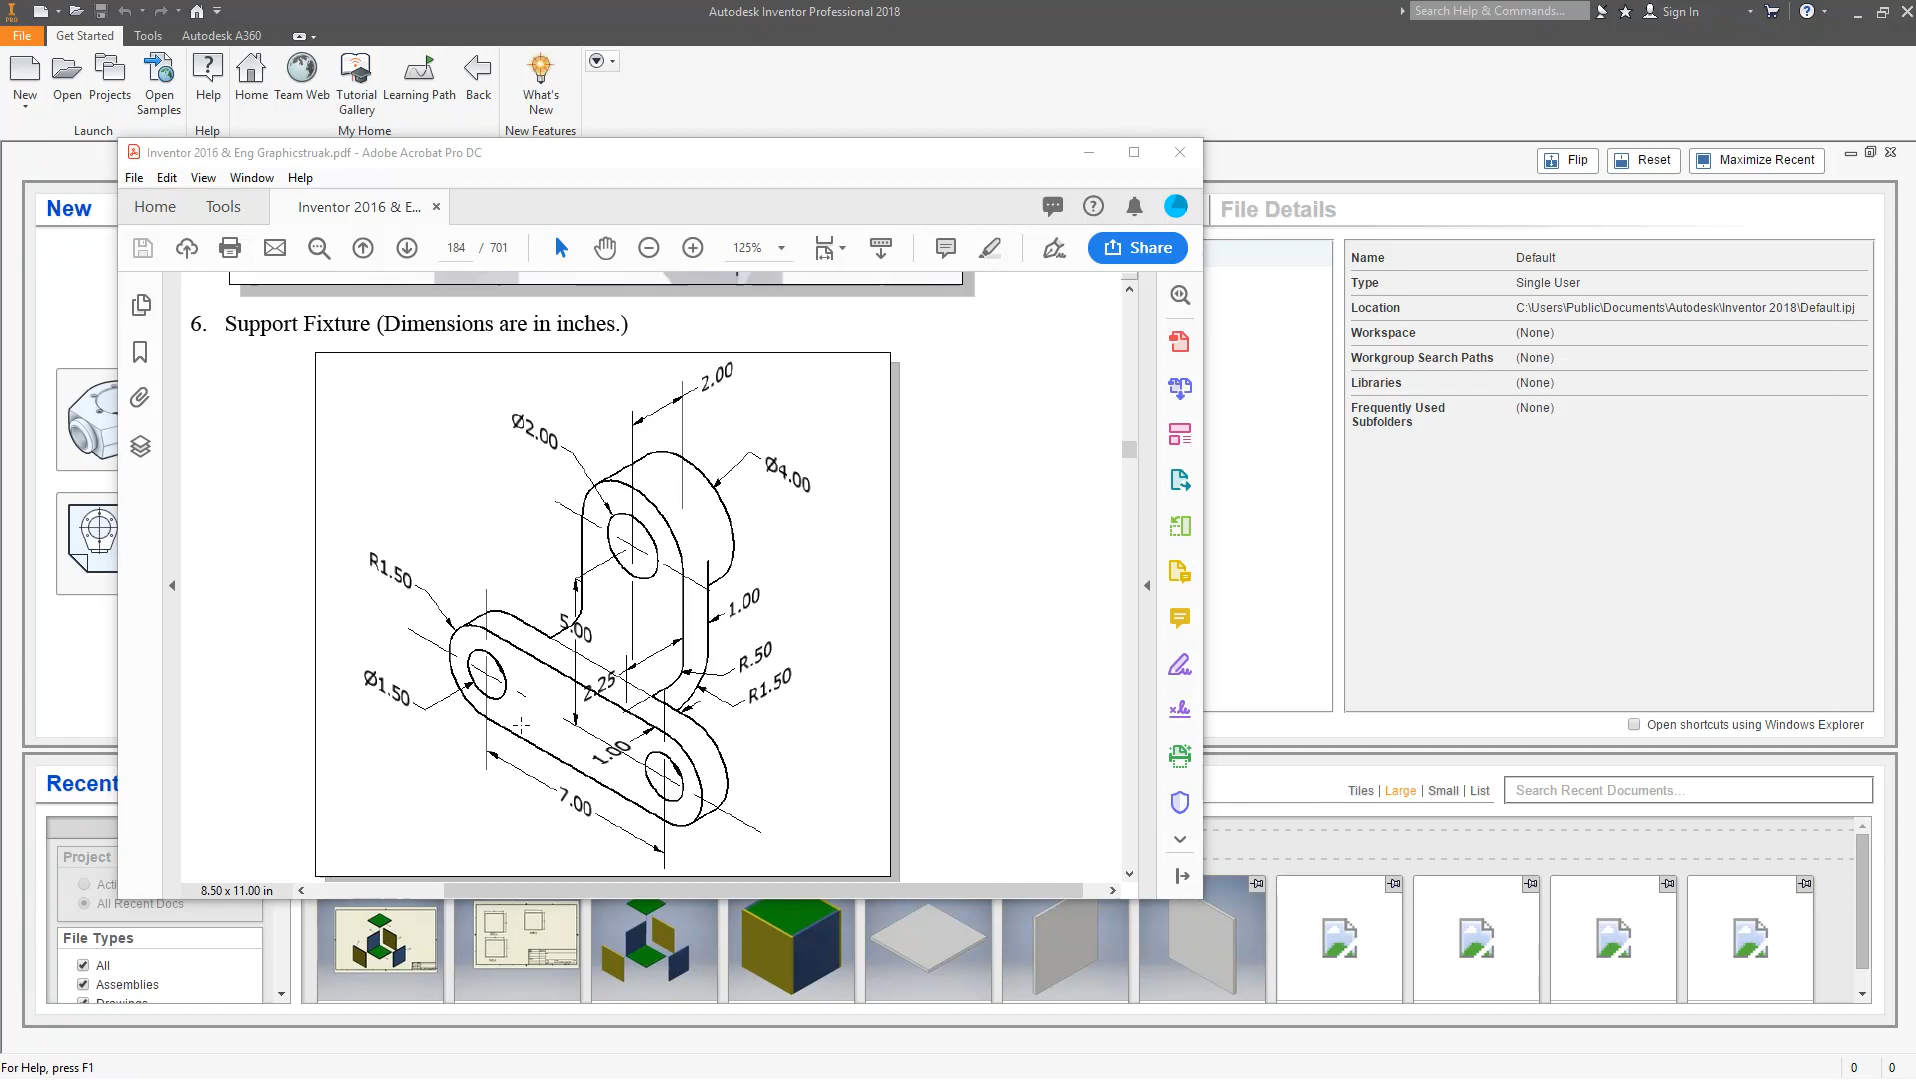 PRO
Autodesk Inventor Professional 2018
Search Help & Commands...
Sign In
File
Get Started
Tools
Autodesk A360
New
Open
Projects
Open Samples
Help
Home
Team Web
Tutorial Gallery
Learning Path
Back
What's New
Launch
Help
My Home
New Features
Inventor 2016 & Eng Graphicstruak.pdf - Adobe Acrobat Pro DC
File
Edit
View
Window
Help
Home
Tools
Inventor 2016 & E...
184 / 701
125%
Share
Flip
Reset
Maximize Recent
New
File Details
Name Default
Type Single User
Location C:\Users\Public\Documents\Autodesk\Inventor 2018\Default.ipj
Workspace (None)
Workgroup Search Paths (None)
Libraries (None)
Frequently Used Subfolders (None)
Open shortcuts using Windows Explorer
6. Support Fixture (Dimensions are in inches.)
2.00
Ø2.00
Ø4.00
R1.50
1.00
5.00
R.50
2.25
R1.50
Ø1.50
1.00
7.00
8.50 x 11.00 in
Recent
Tiles | Large | Small | List
Search Recent Documents...
Project
Acti
All Recent Docs
File Types
All
Assemblies
Drawings
For Help, press F1
0 0